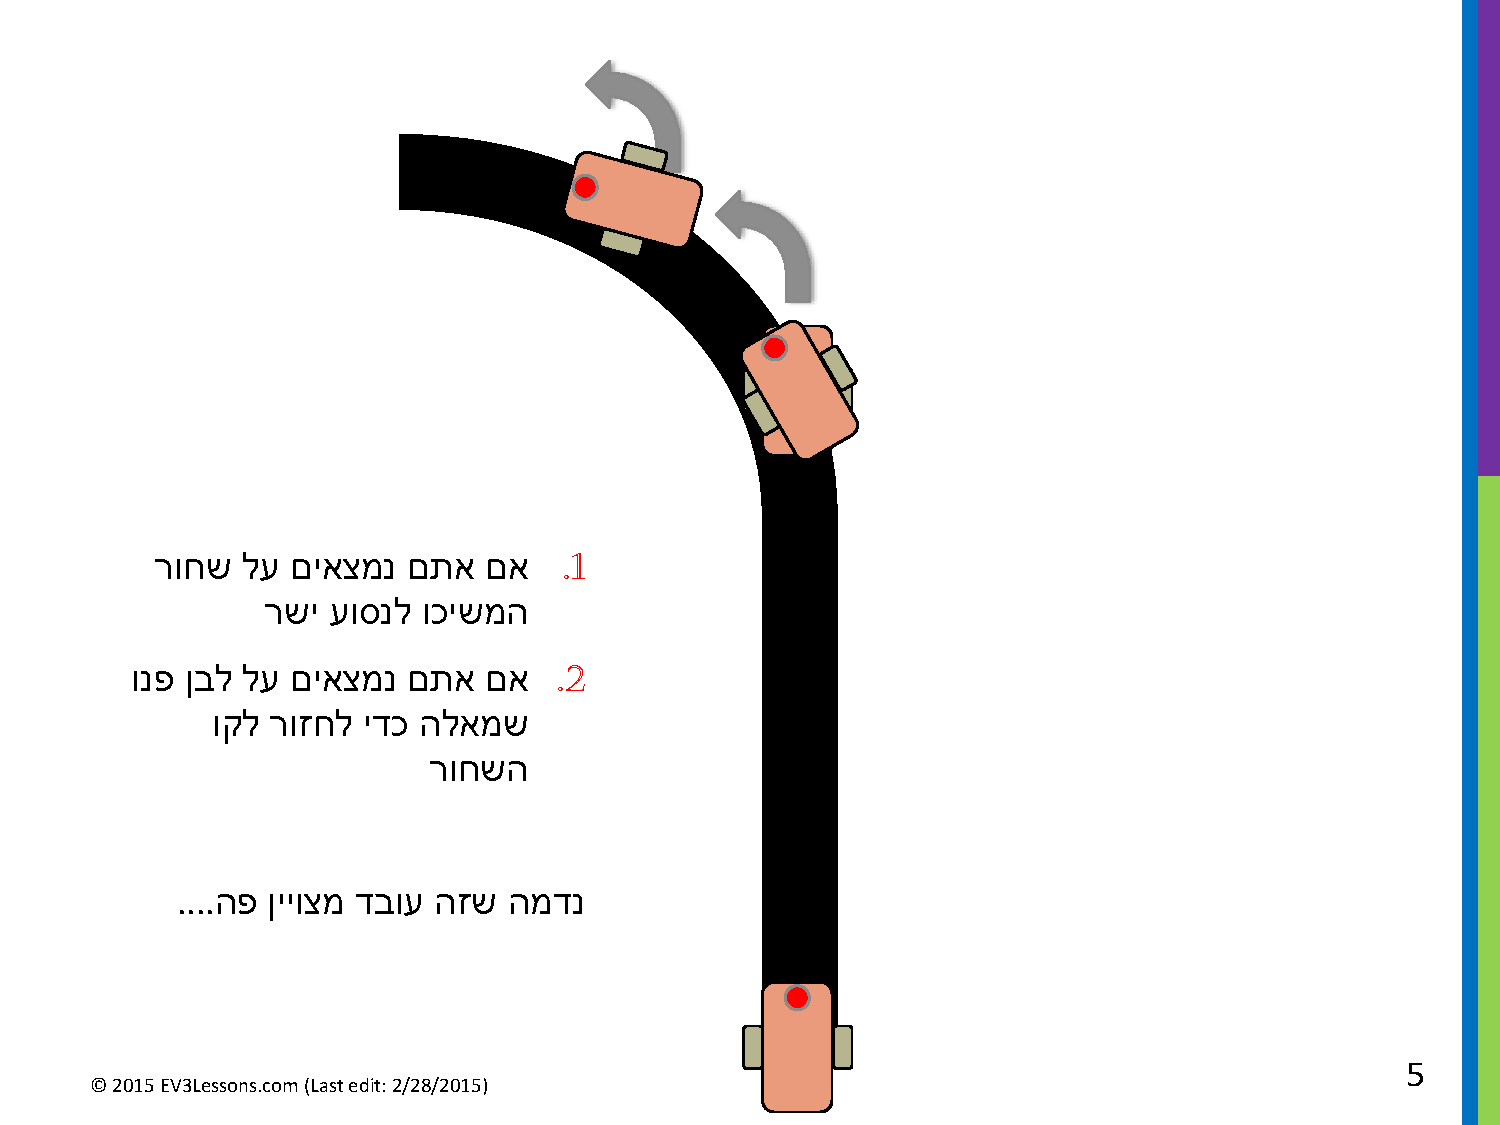 1. אם אתם נמצאים על שחור
המשיכו לנסוע ישר
2. אם אתם נמצאים על לבן פנו
שמאלה כדי לחזור לקו
השחור
נדמה שזה עובד מצויין פה....
© 2015 EV3Lessons.com (Last edit: 2/28/2015)
5